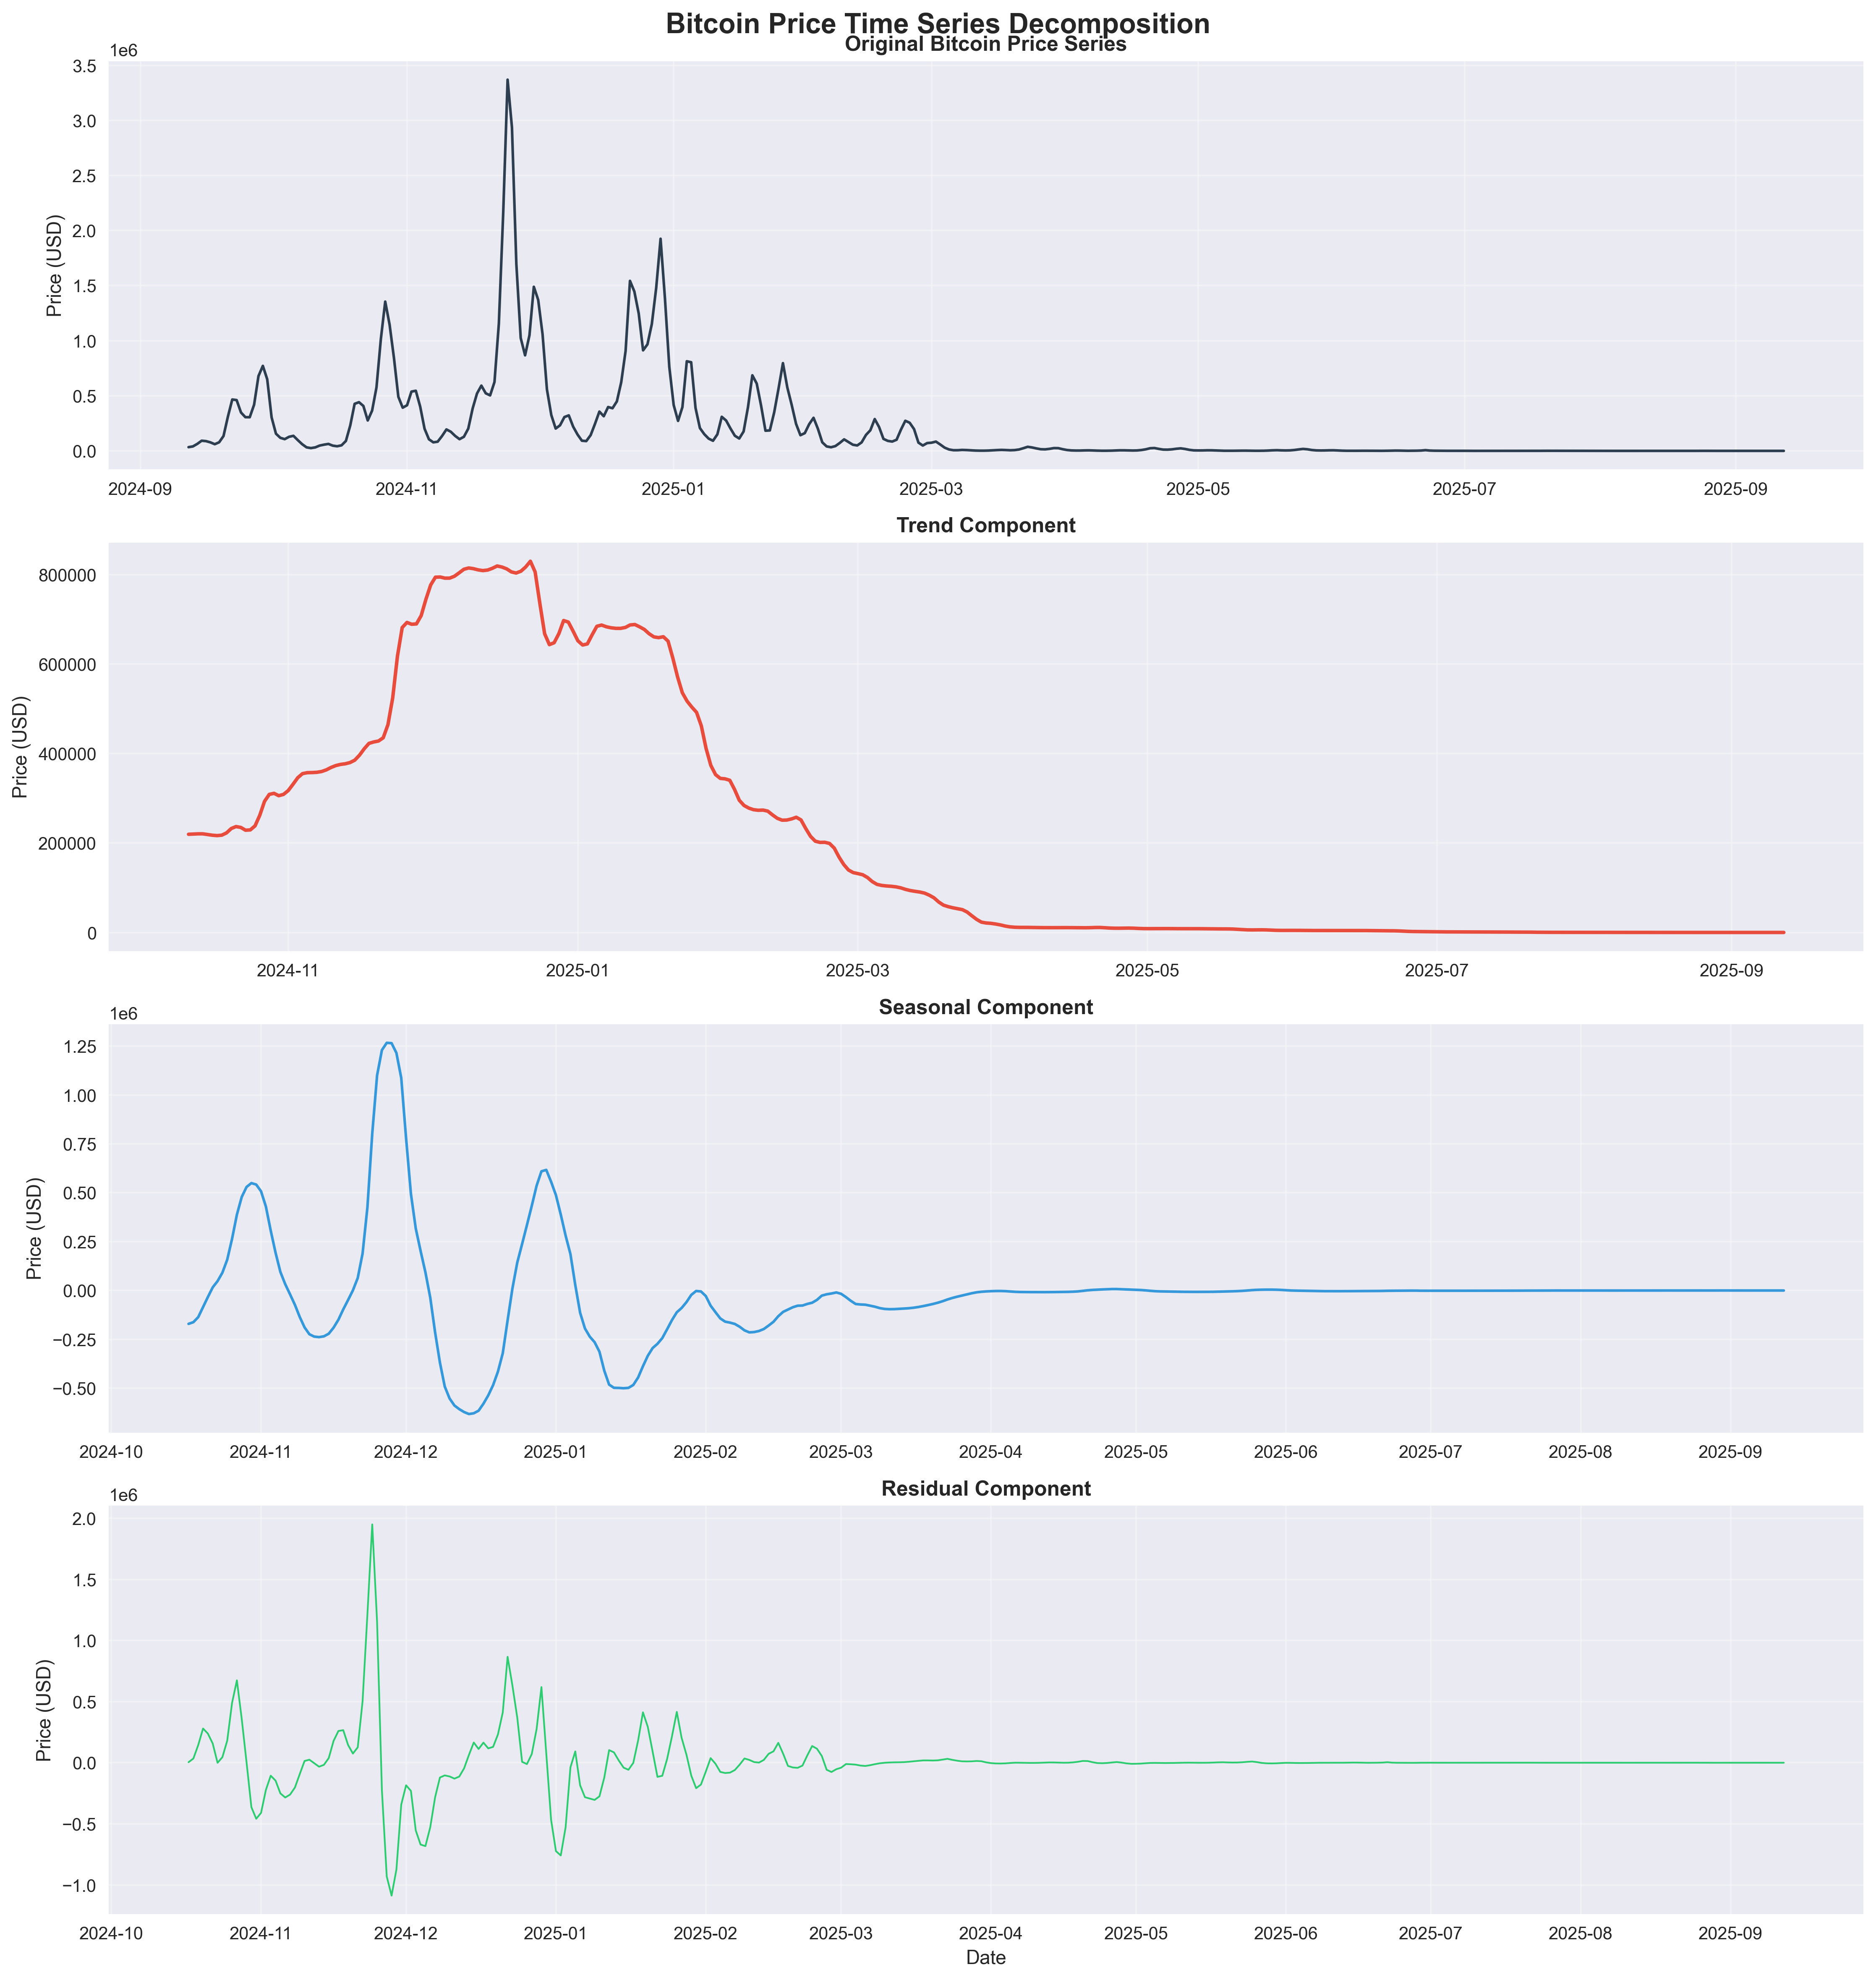 Bitcoin Price Time Series Decomposition
Original Bitcoin Price Series
1e6
3.5
3.0
2.5
2.0
1.5
1.0
0.5
0.0
Price (USD)
2024-09 2024-11 2025-01 2025-03 2025-05 2025-07 2025-09
Trend Component
800000
600000
400000
200000
0
Price (USD)
2024-11 2025-01 2025-03 2025-05 2025-07 2025-09
Seasonal Component
1e6
1.25
1.00
0.75
0.50
0.25
0.00
−0.25
−0.50
Price (USD)
2024-10 2024-11 2024-12 2025-01 2025-02 2025-03 2025-04 2025-05 2025-06 2025-07 2025-08 2025-09
Residual Component
1e6
2.0
1.5
1.0
0.5
0.0
−0.5
−1.0
Price (USD)
2024-10 2024-11 2024-12 2025-01 2025-02 2025-03 2025-04 2025-05 2025-06 2025-07 2025-08 2025-09
Date